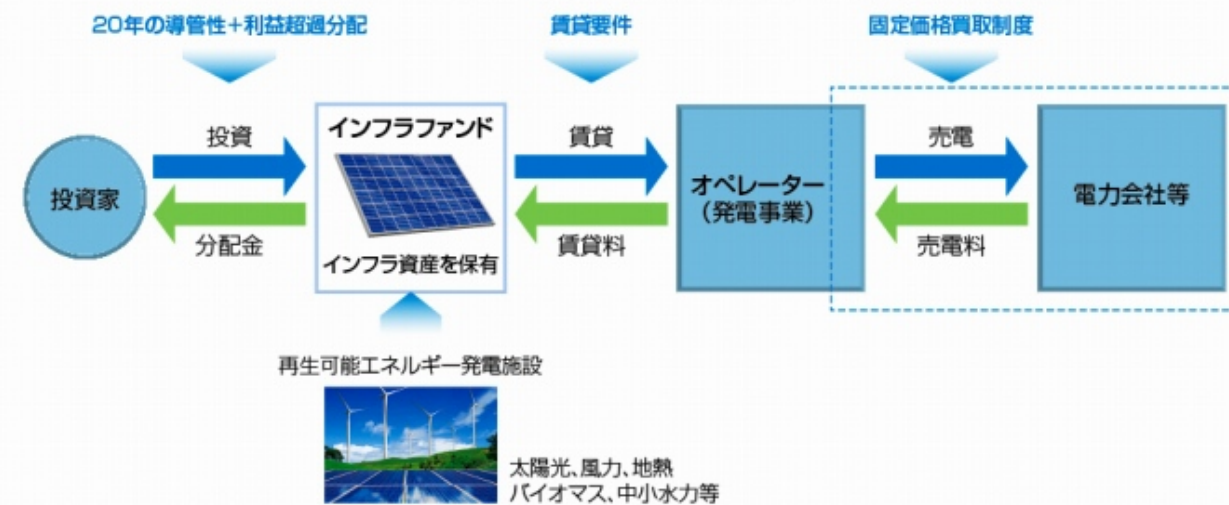 20年の導管性+利益超過分配
賃貸要件
固定価格買取制度
投資家
投資
分配金
インフラファンド
インフラ資産を保有
賃貸
賃貸料
オペレーター
(発電事業)
売電
売電料
電力会社等
再生可能エネルギー発電施設
太陽光、風力、地熱
バイオマス、中小水力等